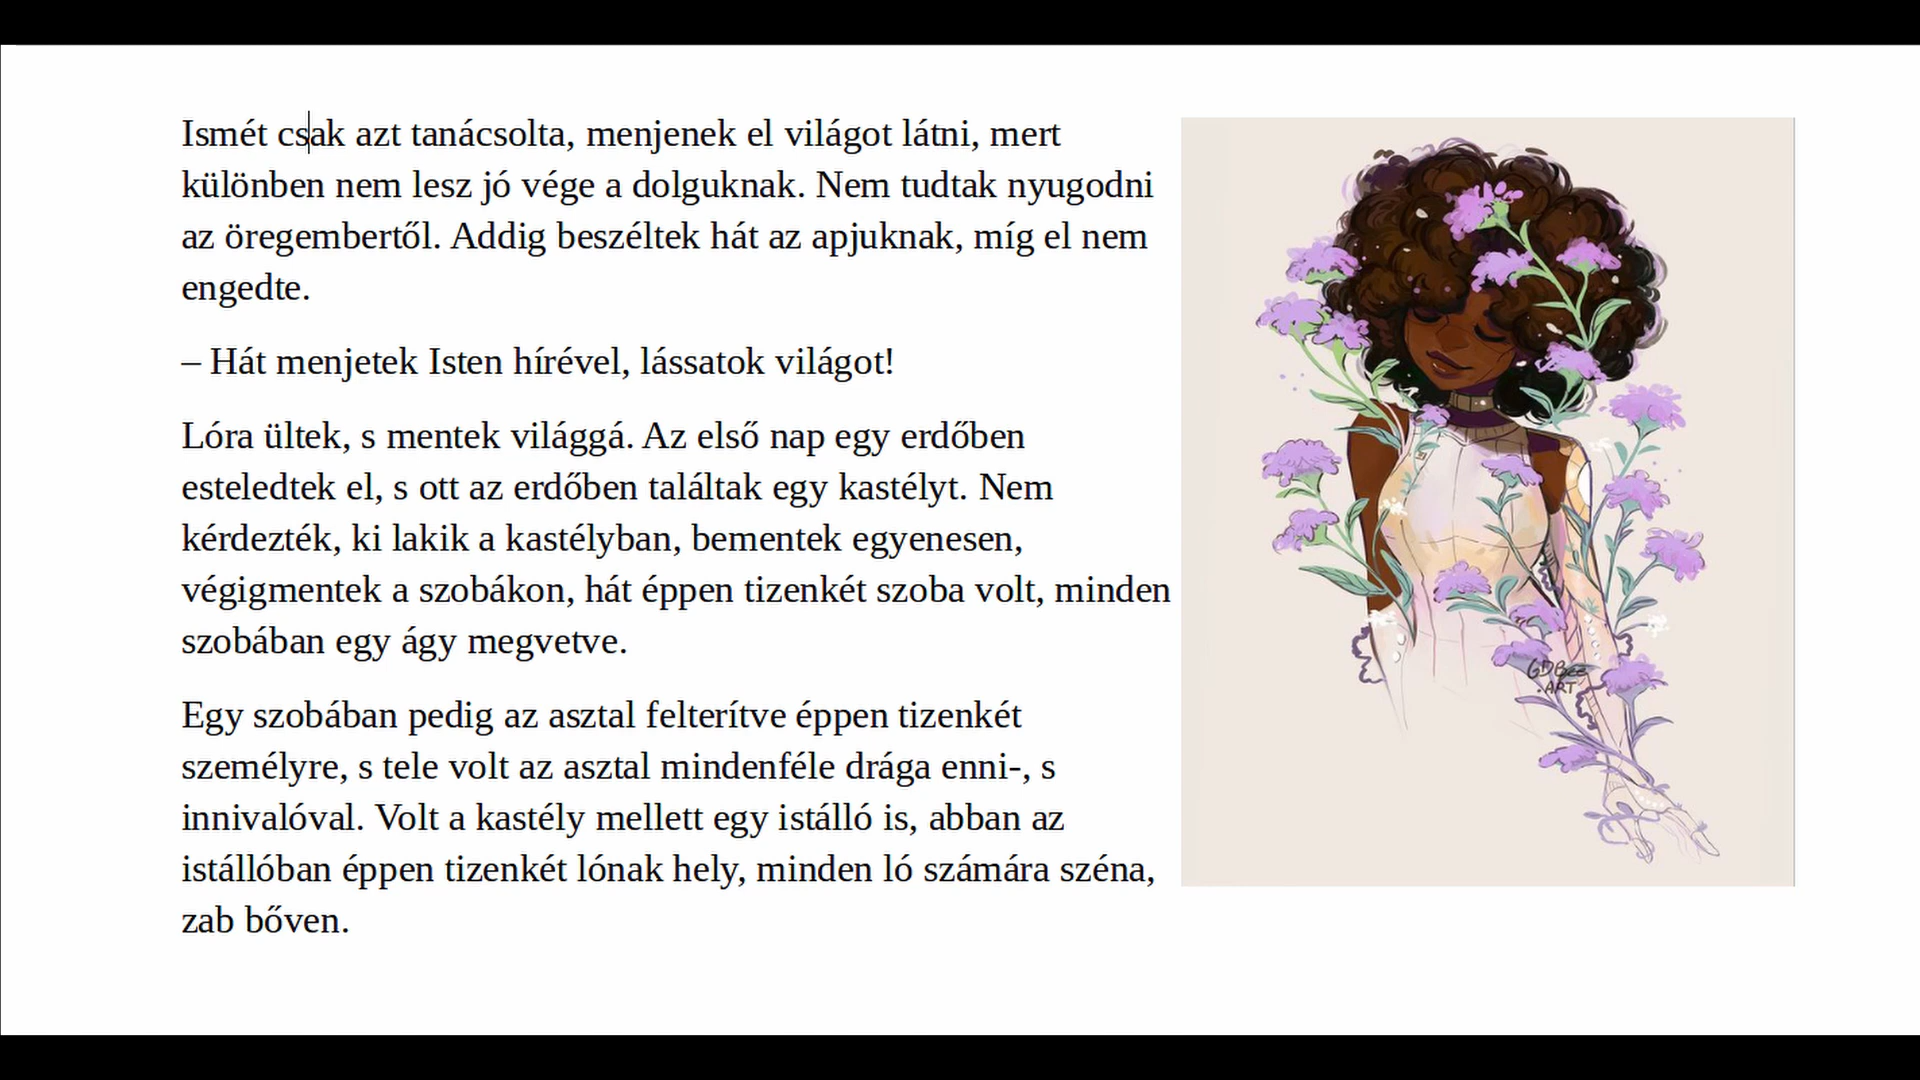 Ismét csak azt tanácsolta, menjenek el világot látni, mert
különben nem lesz jó vége a dolguknak. Nem tudtak nyugodni
az öregembertől. Addig beszéltek hát az apjuknak, míg el nem
engedte.
– Hát menjetek Isten hírével, lássatok világot!
Lóra ültek, s mentek világgá. Az első nap egy erdőben
esteledtek el, s ott az erdőben találtak egy kastélyt. Nem
kérdezték, ki lakik a kastélyban, bementek egyenesen,
végigmentek a szobákon, hát éppen tizenkét szoba volt, minden
szobában egy ágy megvetve.
Egy szobában pedig az asztal felterítve éppen tizenkét
személyre, s tele volt az asztal mindenféle drága enni-, s
innivalóval. Volt a kastély mellett egy istálló is, abban az
istállóban éppen tizenkét lónak hely, minden ló számára széna,
zab bőven.
GDBee
.ART